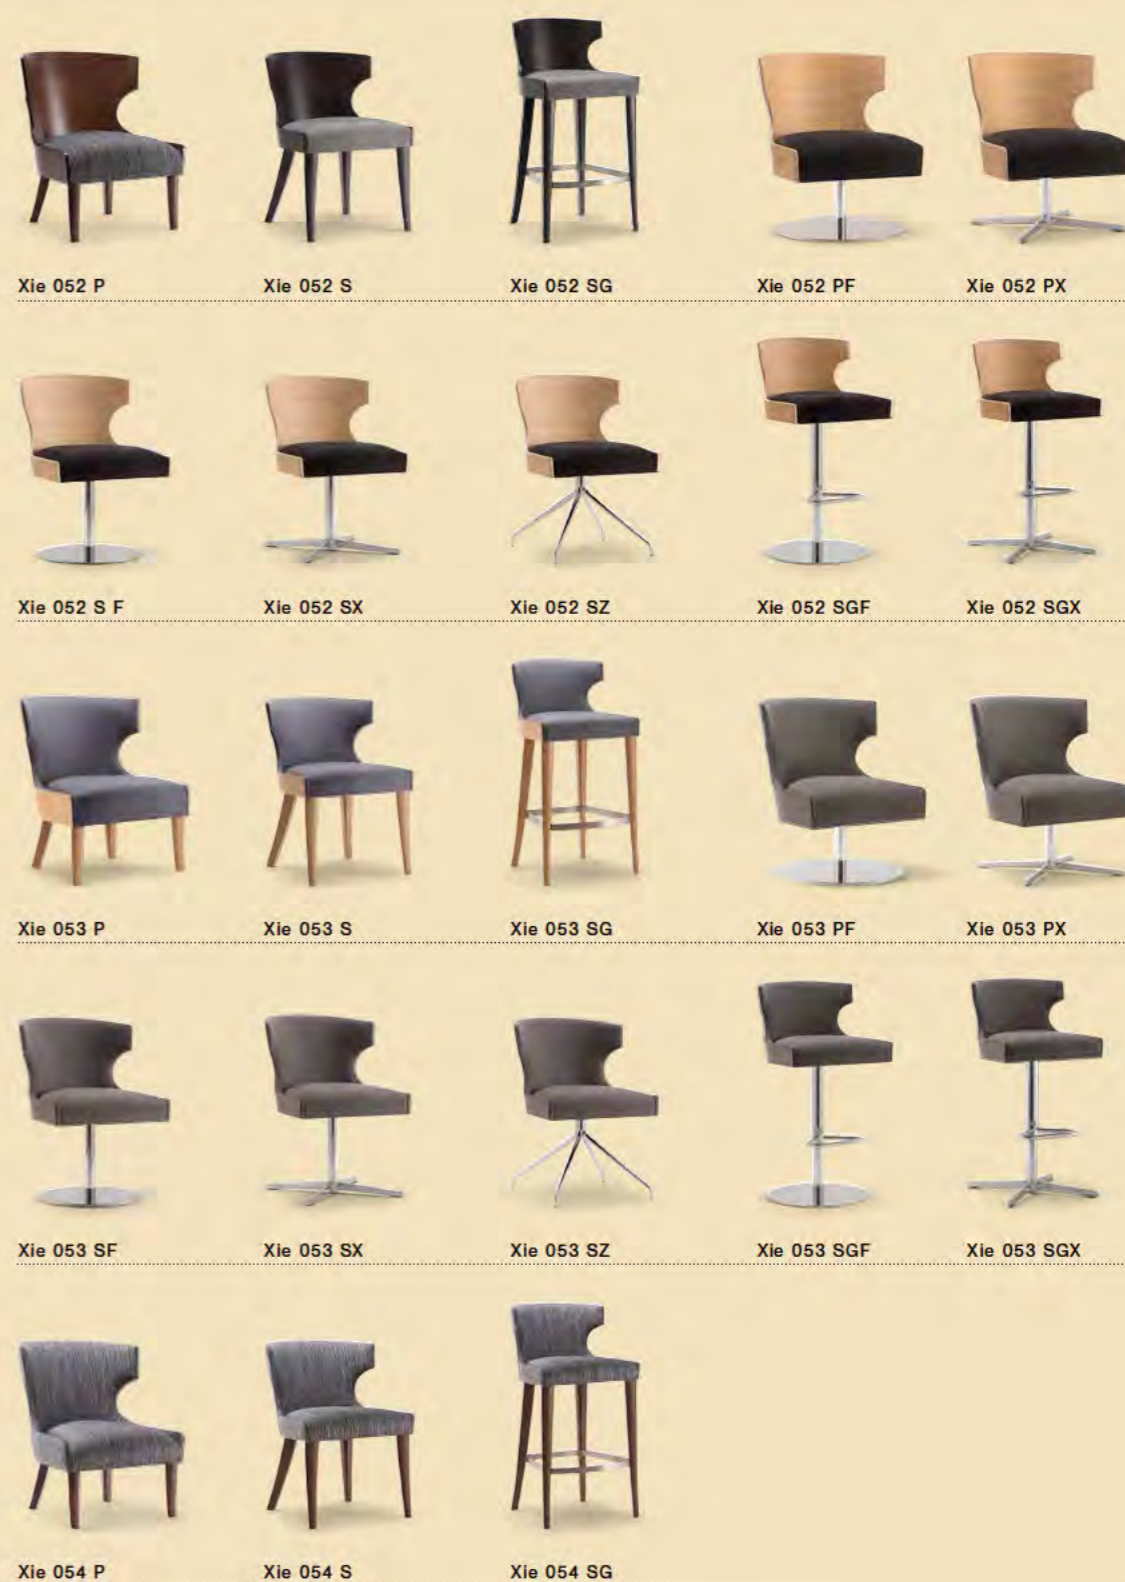 Xie 052 P
Xie 052 S
Xie 052 SG
Xie 052 PF
Xie 052 PX
Xie 052 S F
Xie 052 SX
Xie 052 SZ
Xie 052 SGF
Xie 052 SGX
Xie 053 P
Xie 053 S
Xie 053 SG
Xie 053 PF
Xie 053 PX
Xie 053 SF
Xie 053 SX
Xie 053 SZ
Xie 053 SGF
Xie 053 SGX
Xie 054 P
Xie 054 S
Xie 054 SG